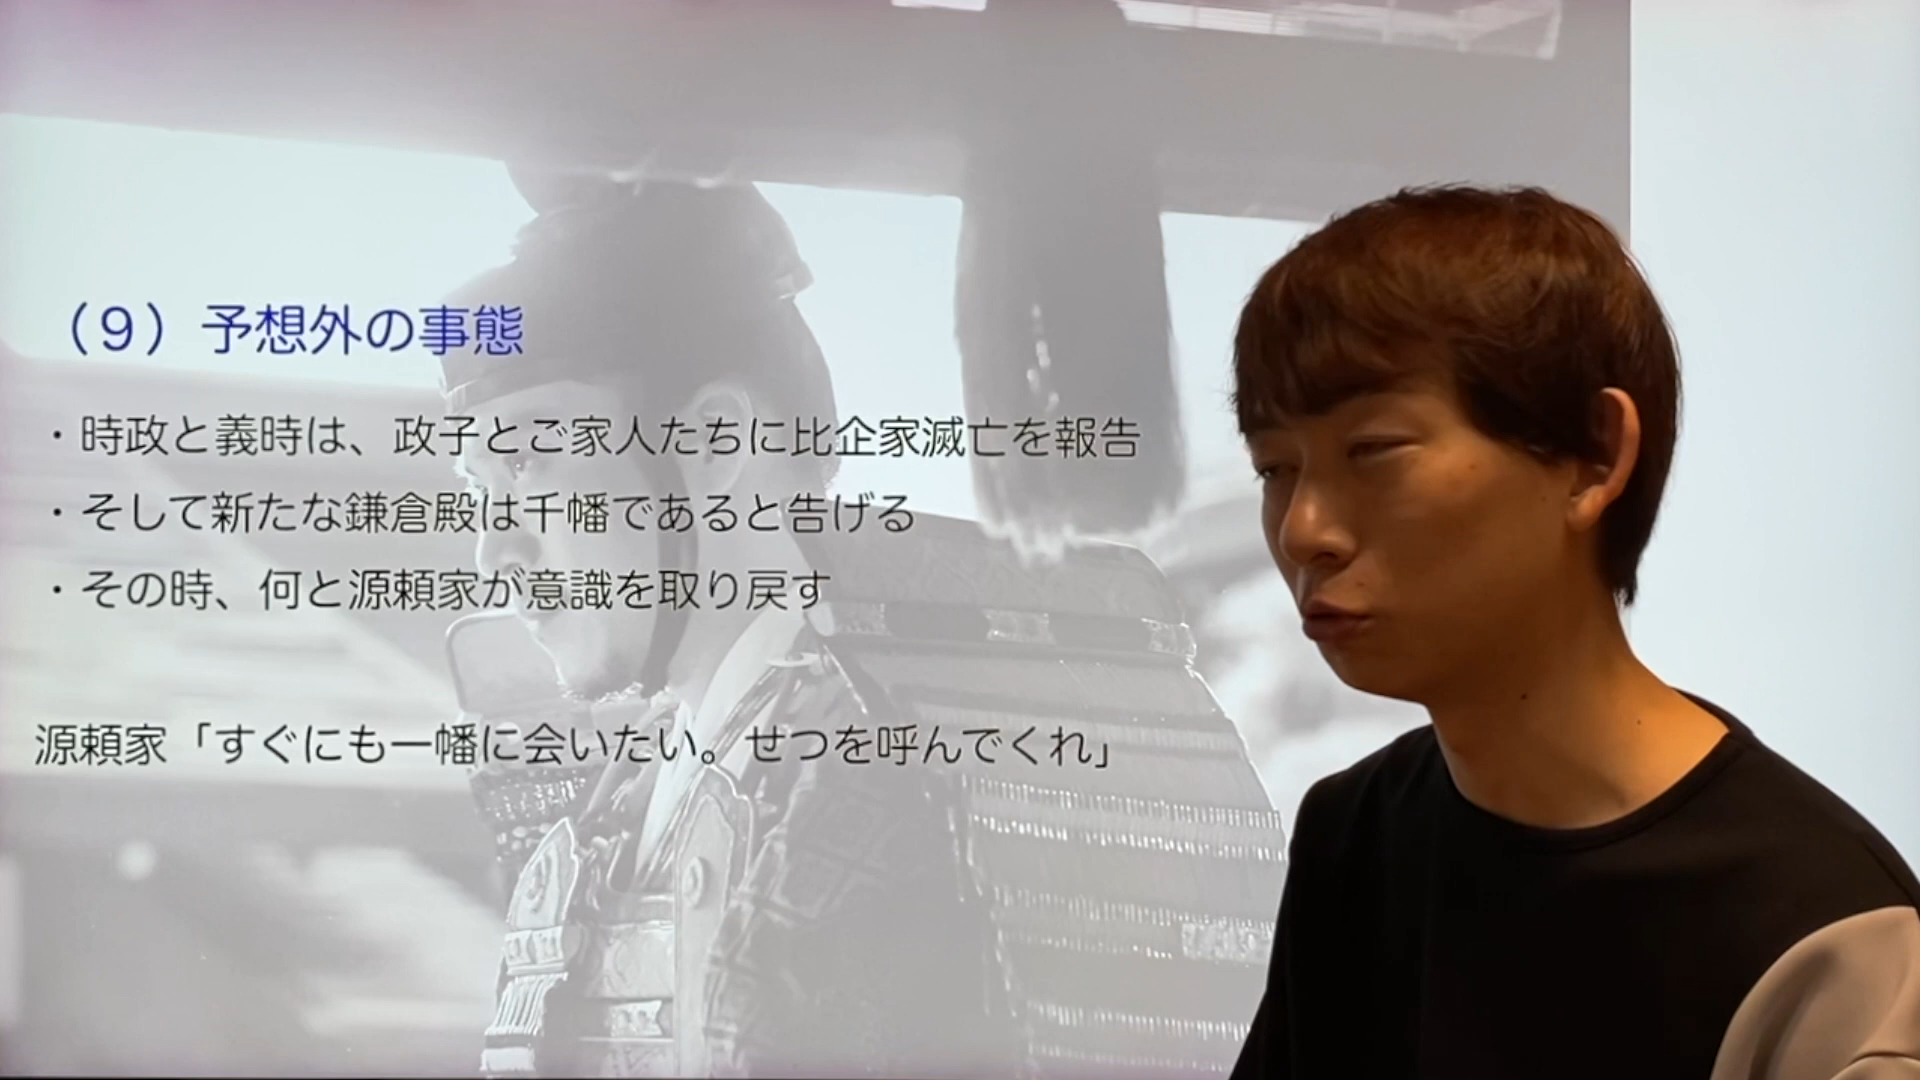 （９）予想外の事態
・時政と義時は、政子とご家人たちに比企家滅亡を報告
・そして新たな鎌倉殿は千幡であると告げる
・その時、何と源頼家が意識を取り戻す
源頼家「すぐにも一幡に会いたい。せつを呼んでくれ」